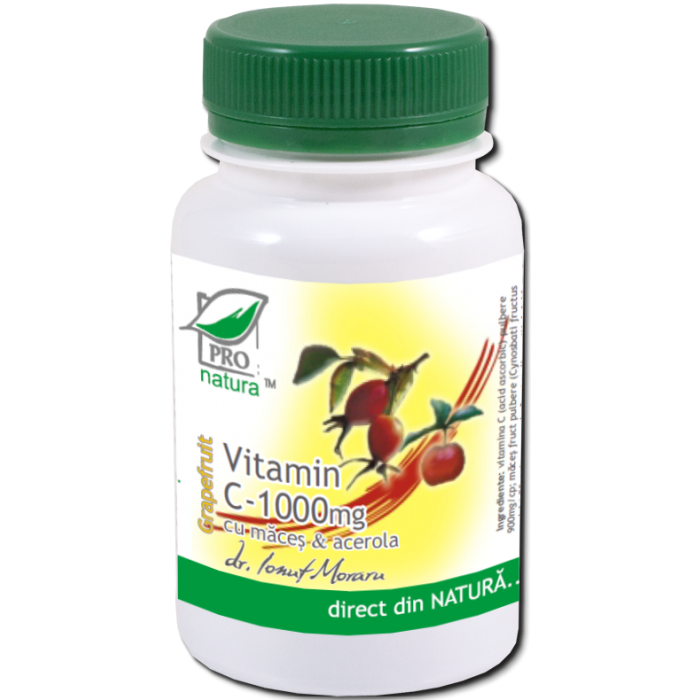 PRO
natura™
Grapefruit
Vitamin
C-1000mg
cu măceș & acerola
dr. Ionuț Moraru
direct din NATURĂ..
Ingrediente: vitamina C (acid ascorbic) pulbere
900mg/cp; măceș fruct pulbere (Cynosbati fructus